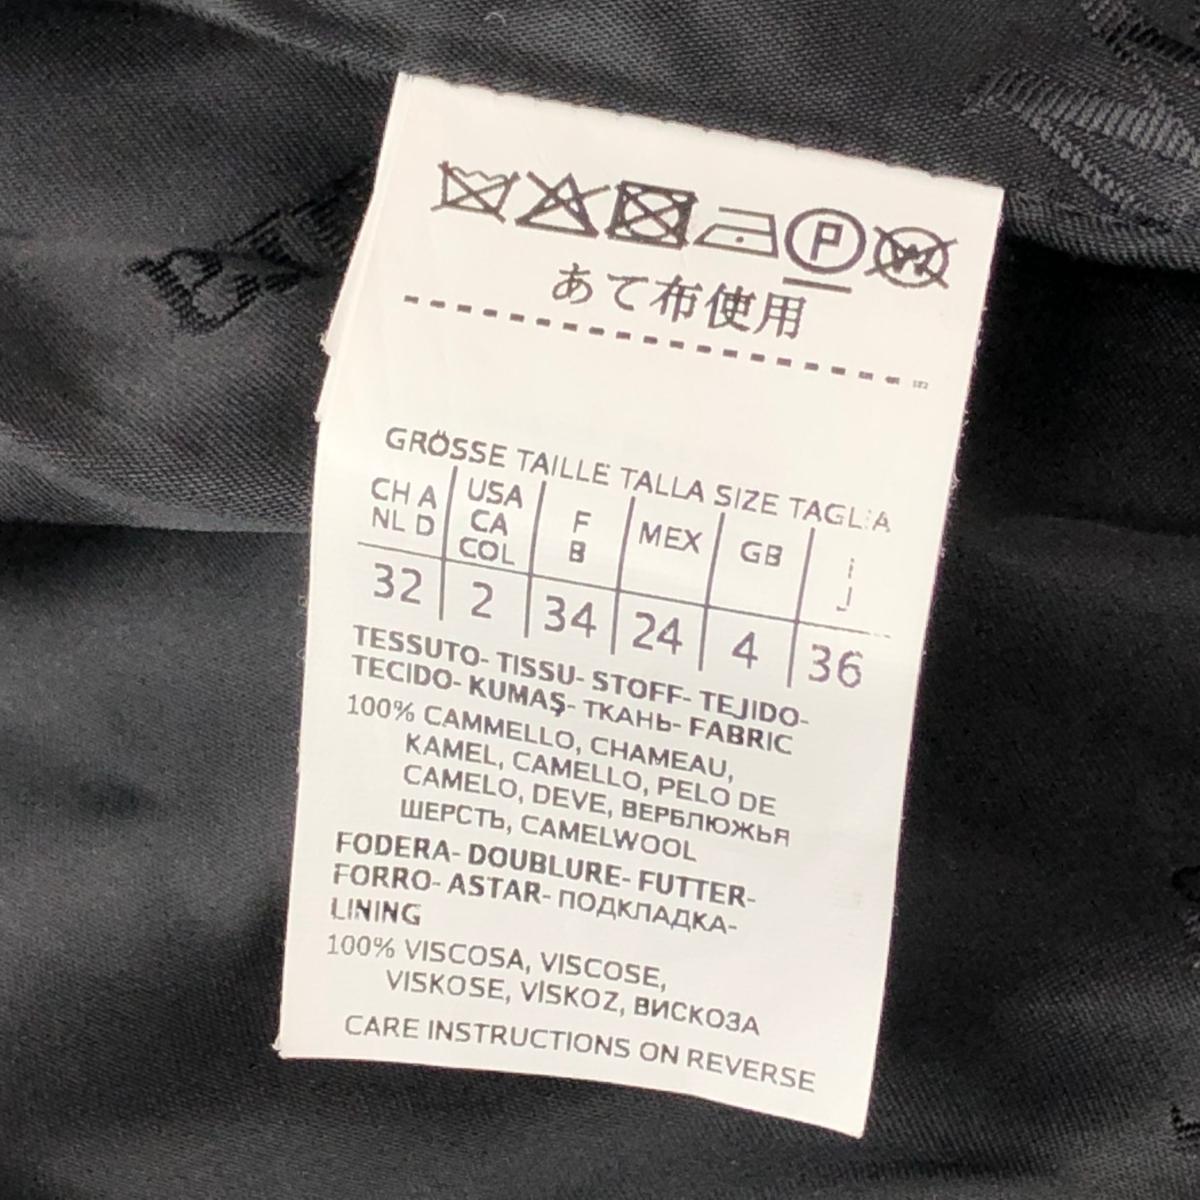 P
W
あて布使用
GRÖSSE TAILLE TALLA SIZE TAGLIA
CH A NL D
USA CA COL
F B
MEX
GB
I J
32 2 34 24 4 36
TESSUTO- TISSU- STOFF- TEJIDO-
TECIDO- KUMAŞ- ТКАНЬ- FABRIC
100% CAMMELLO, CHAMEAU,
KAMEL, CAMELLO, PELO DE
CAMELO, DEVE, ВЕРБЛЮЖЬЯ
ШЕРСТЬ, CAMELWOOL
FODERA- DOUBLURE- FUTTER-
FORRO- ASTAR- ПОДКЛАДКА-
LINING
100% VISCOSA, VISCOSE,
VISKOSE, VİSKOZ, ВИСКОЗА
CARE INSTRUCTIONS ON REVERSE